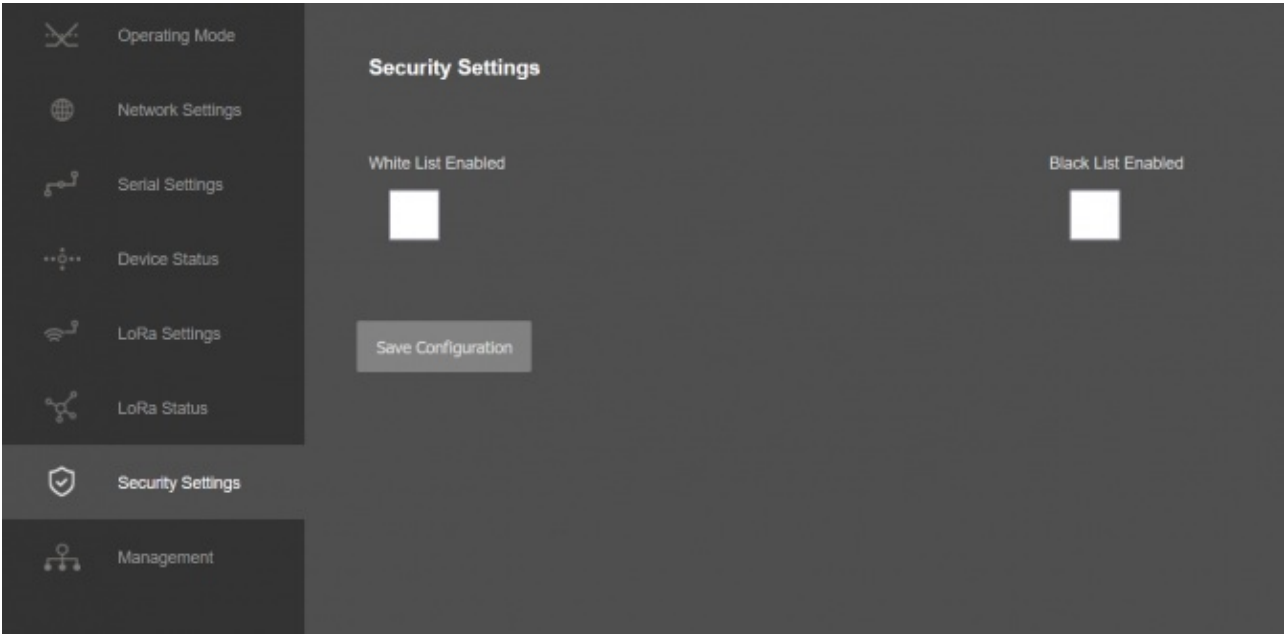 Operating Mode
Network Settings
Serial Settings
Device Status
LoRa Settings
LoRa Status
Security Settings
Management
Security Settings
White List Enabled
Black List Enabled
Save Configuration